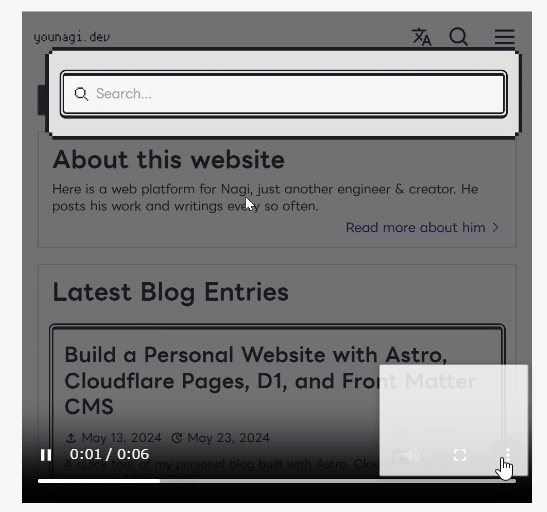 younagi.dev
Search...
About this website
Here is a web platform for Nagi, just another engineer & creator. He
posts his work and writings every so often.
Read more about him
Latest Blog Entries
Build a Personal Website with Astro,
Cloudflare Pages, D1, and Front Matter
CMS
May 13, 2024 May 23, 2024
0:01 / 0:06
A quick tour of my personal blog built with Astro,